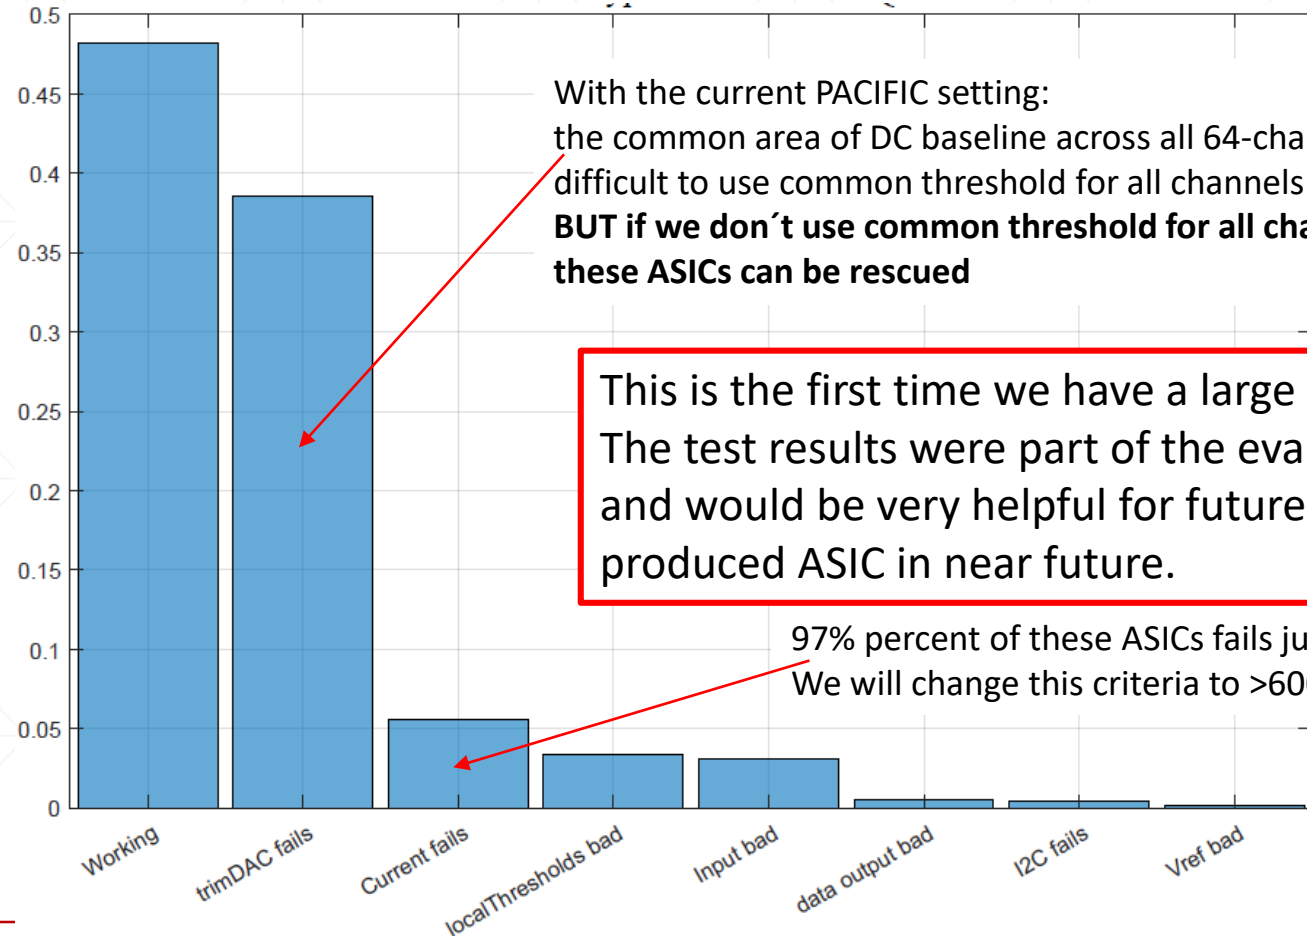 0.5
0.45
0.4
0.35
0.3
0.25
0.2
0.15
0.1
0.05
0
With the current PACIFIC setting:
the common area of DC baseline across all 64-cha
difficult to use common threshold for all channels
BUT if we don´t use common threshold for all cha
these ASICs can be rescued
This is the first time we have a large
The test results were part of the eva
and would be very helpful for future
produced ASIC in near future.
97% percent of these ASICs fails ju
We will change this criteria to >600
Working
trimDAC fails
Current fails
localThresholds bad
Input bad
data output bad
I2C fails
Vref bad